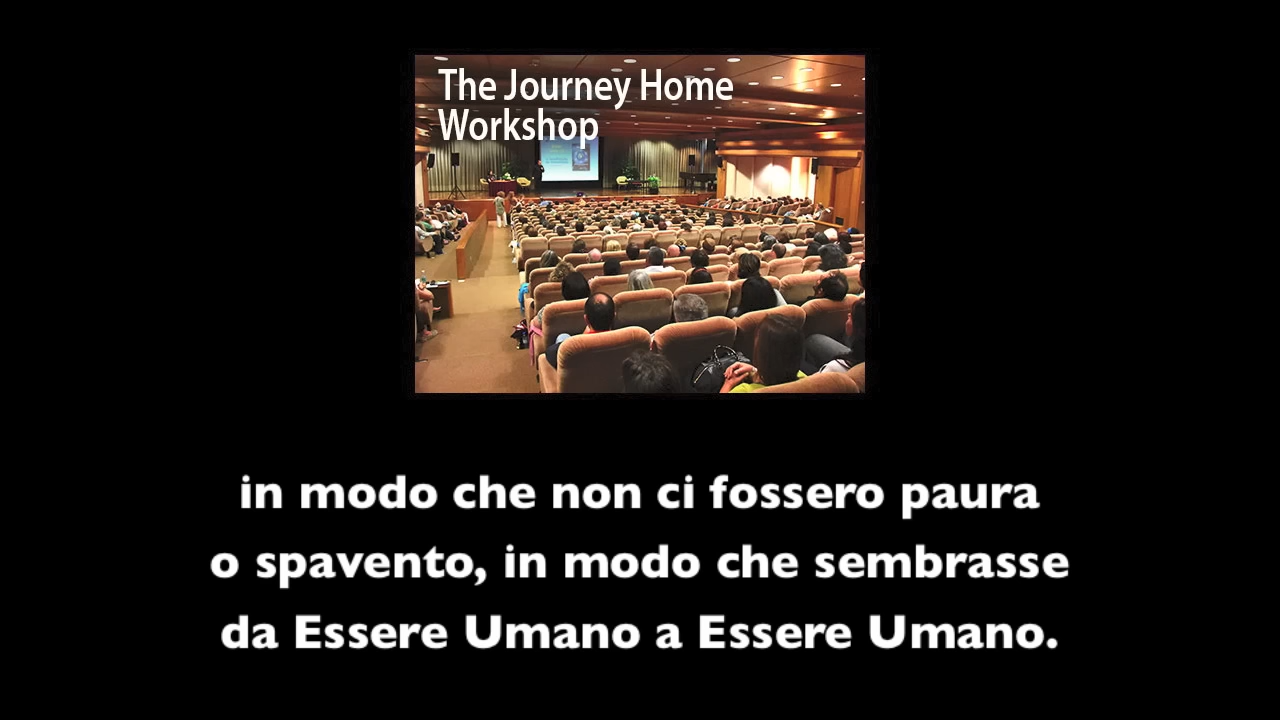 The Journey Home
Workshop
in modo che non ci fossero paura
o spavento, in modo che sembrasse
da Essere Umano a Essere Umano.